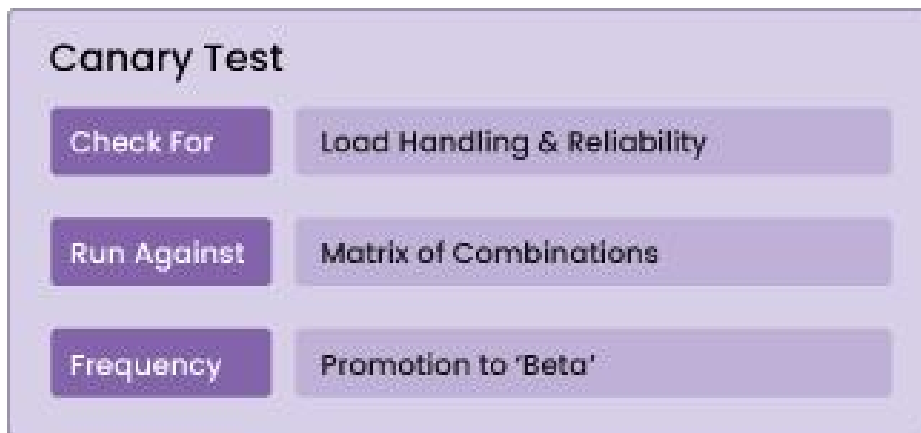 Canary Test
Check For Load Handling & Reliability
Run Against Matrix of Combinations
Frequency Promotion to ‘Beta’